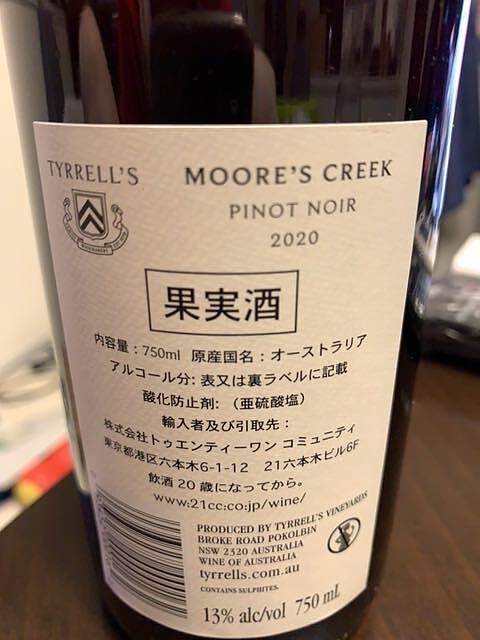 TYRRELL'S
MOORE'S CREEK
PINOT NOIR
2020
果実酒
内容量：750ml 原産国名：オーストラリア
アルコール分: 表又は裏ラベルに記載
酸化防止剤：（亜硫酸塩）
輸入者及び引取先：
株式会社トゥエンティーワン コミュニティ
東京都港区六本木6-1-12 21六本木ビル6F
飲酒20歳になってから。
www.21cc.co.jp/wine/
PRODUCED BY TYRRELL'S VINEYARDS
BROKE ROAD POKOLBIN
NSW 2320 AUSTRALIA
WINE OF AUSTRALIA
tyrrells.com.au
CONTAINS SULPHITES.
13% alc/vol 750 mL